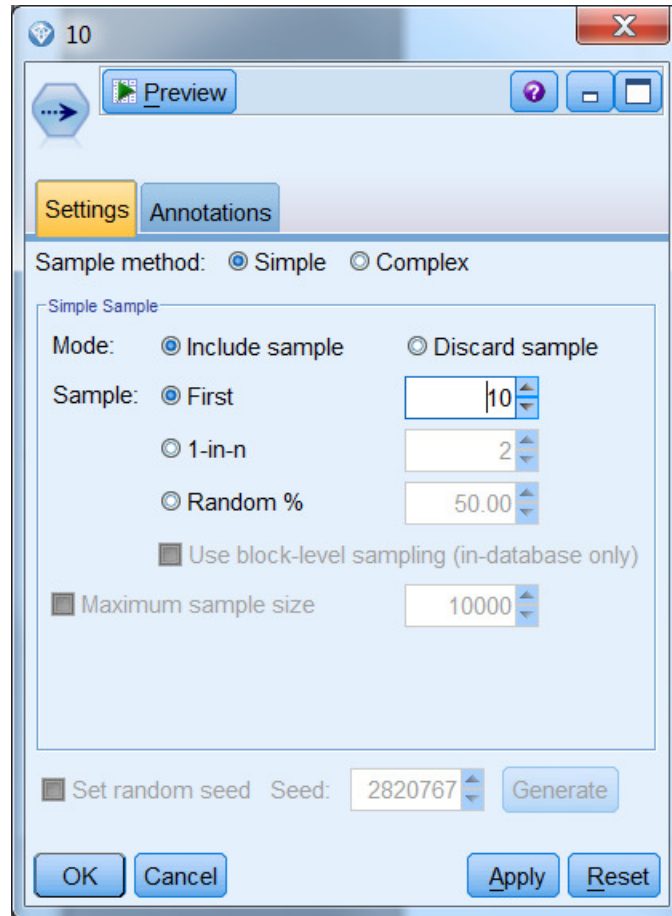 10
Preview
Settings Annotations
Sample method: Simple Complex
Simple Sample
Mode: Include sample Discard sample
Sample: First 10
1-in-n 2
Random % 50.00
Use block-level sampling (in-database only)
Maximum sample size 10000
Set random seed Seed: 2820767 Generate
OK Cancel Apply Reset